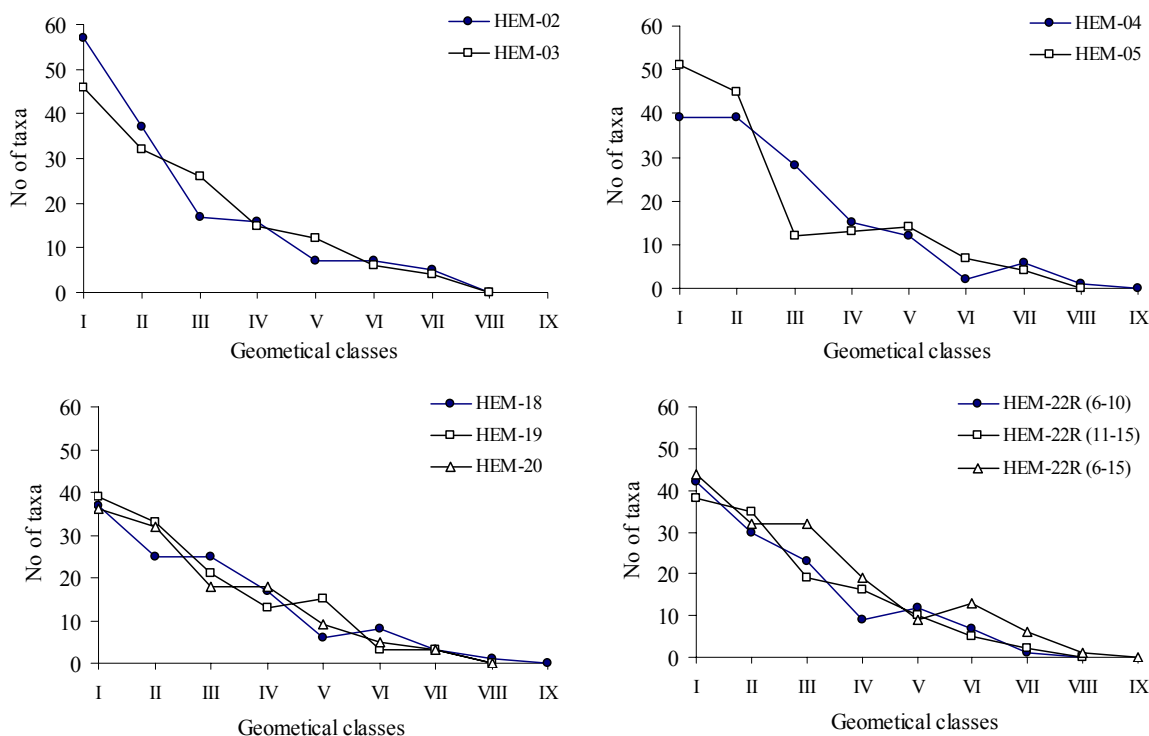 HEM-02
HEM-03
60
50
40
30
20
10
0
No of taxa
I II III IV V VI VII VIII IX
Geometical classes
HEM-04
HEM-05
60
50
40
30
20
10
0
No of taxa
I II III IV V VI VII VIII IX
Geometical classes
HEM-18
HEM-19
HEM-20
60
50
40
30
20
10
0
No of taxa
I II III IV V VI VII VIII IX
Geometical classes
HEM-22R (6-10)
HEM-22R (11-15)
HEM-22R (6-15)
60
50
40
30
20
10
0
No of taxa
I II III IV V VI VII VIII IX
Geometical classes